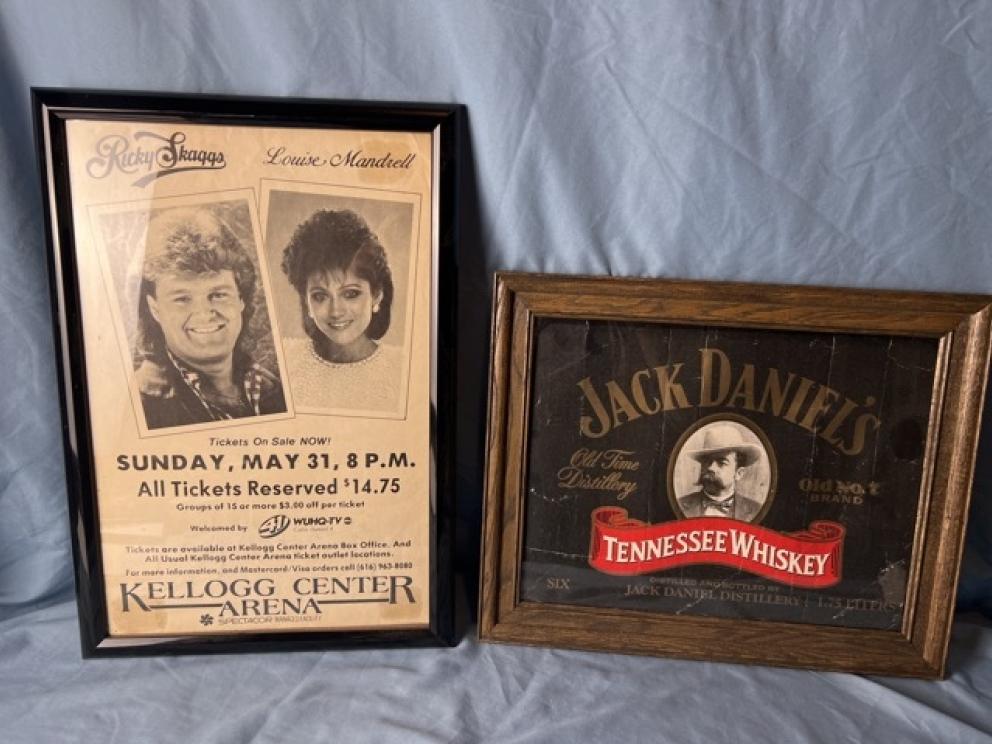 Ricky Skaggs
Louise Mandrell
Tickets On Sale NOW!
SUNDAY, MAY 31, 8 P.M.
All Tickets Reserved $14.75
Groups of 15 or more $3.00 off per ticket
Welcomed by 41 WUHQ-TV abc
Tickets are available at Kellogg Center Arena Box Office. And
All Usual Kellogg Center Arena ticket outlet locations.
For more information, and Mastercard/Visa orders call (616) 963-8080
KELLOGG CENTER
ARENA
SPECTACOR
JACK DANIEL'S
Old Time
Distillery
Old No. 7
BRAND
TENNESSEE WHISKEY
DISTILLED AND BOTTLED BY
SIX
JACK DANIEL DISTILLERY
1.75 LITERS